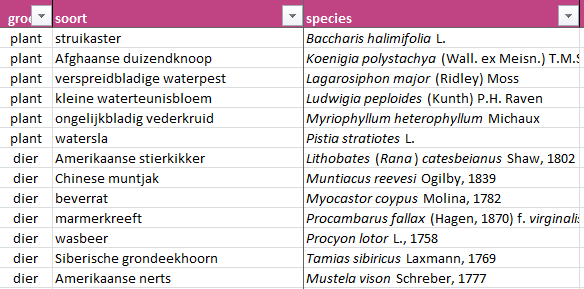 groe soort species
plant struikaster Baccharis halimifolia L.
plant Afghaanse duizendknoop Koenigia polystachya (Wall. ex Meisn.) T.M.S
plant verspreidbladige waterpest Lagarosiphon major (Ridley) Moss
plant kleine waterteunisbloem Ludwigia peploides (Kunth) P.H. Raven
plant ongelijkbladig vederkruid Myriophyllum heterophyllum Michaux
plant watersla Pistia stratiotes L.
dier Amerikaanse stierkikker Lithobates (Rana) catesbeianus Shaw, 1802
dier Chinese muntjak Muntiacus reevesi Ogilby, 1839
dier beverrat Myocastor coypus Molina, 1782
dier marmerkreeft Procambarus fallax (Hagen, 1870) f. virginalis
dier wasbeer Procyon lotor L., 1758
dier Siberische grondeekhoorn Tamias sibiricus Laxmann, 1769
dier Amerikaanse nerts Mustela vison Schreber, 1777